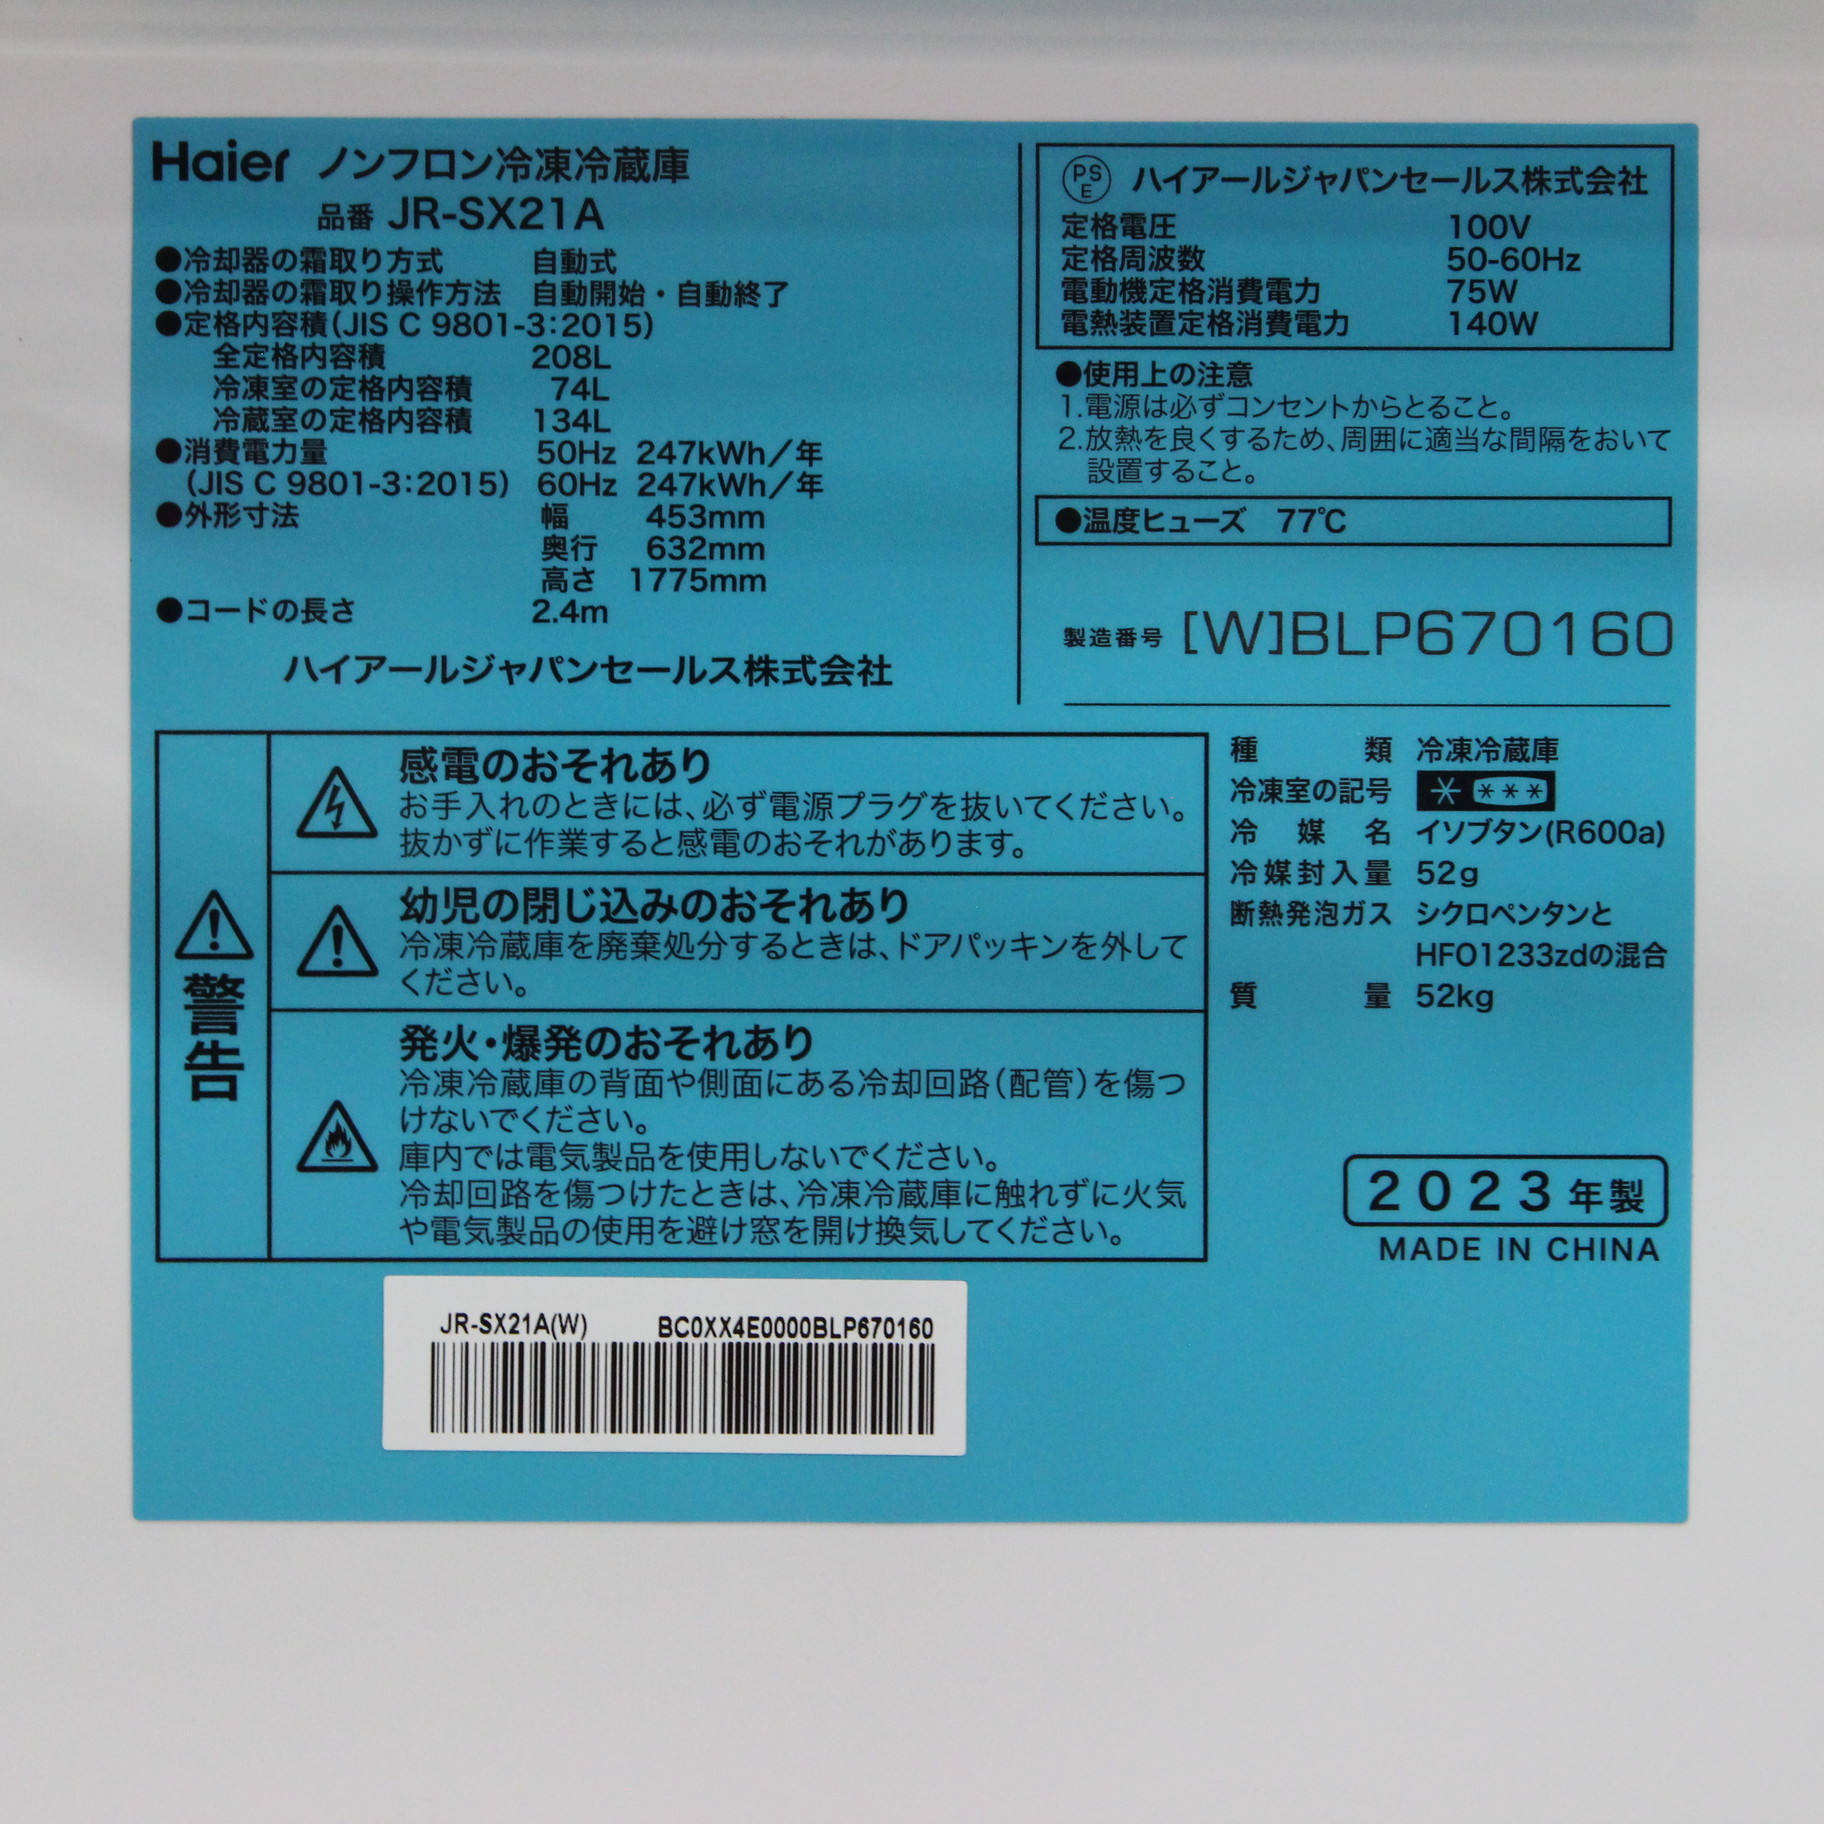 Haier ノンフロン冷凍冷蔵庫
品番 JR-SX21A
●冷却器の霜取り方式 自動式
●冷却器の霜取り操作方法 自動開始・自動終了
●定格内容積(JIS C 9801-3:2015)
全定格内容積 208L
冷凍室の定格内容積 74L
冷蔵室の定格内容積 134L
●消費電力量 50Hz 247kWh/年
(JIS C 9801-3:2015) 60Hz 247kWh/年
●外形寸法 幅 453mm
奥行 632mm
高さ 1775mm
●コードの長さ 2.4m
ハイアールジャパンセールス株式会社
PS
E ハイアールジャパンセールス株式会社
定格電圧 100V
定格周波数 50-60Hz
電動機定格消費電力 75W
電熱装置定格消費電力 140W
●使用上の注意
1.電源は必ずコンセントからとること。
2.放熱を良くするため、周囲に適当な間隔をおいて
設置すること。
●温度ヒューズ 77℃
製造番号 [W]BLP670160
警告
感電のおそれあり
お手入れのときには、必ず電源プラグを抜いてください。
抜かずに作業すると感電のおそれがあります。
幼児の閉じ込みのおそれあり
冷凍冷蔵庫を廃棄処分するときは、ドアパッキンを外して
ください。
発火・爆発のおそれあり
冷凍冷蔵庫の背面や側面にある冷却回路(配管)を傷つ
けないでください。
庫内では電気製品を使用しないでください。
冷却回路を傷つけたときは、冷凍冷蔵庫に触れずに火気
や電気製品の使用を避け窓を開け換気してください。
種類 冷凍冷蔵庫
冷凍室の記号 * ***
冷媒名 イソブタン(R600a)
冷媒封入量 52g
断熱発泡ガス シクロペンタンと
HFO1233zdの混合
質量 52kg
2023年製
MADE IN CHINA
JR-SX21A(W) BC0XX4E0000BLP670160